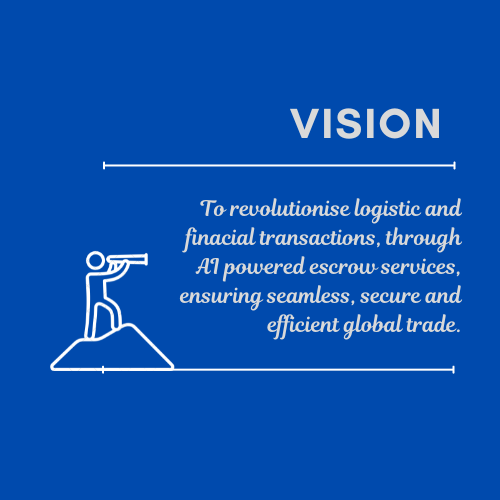 VISION
To revolutionise logistic and
finacial transactions, through
AI powered escrow services,
ensuring seamless, secure and
efficient global trade.